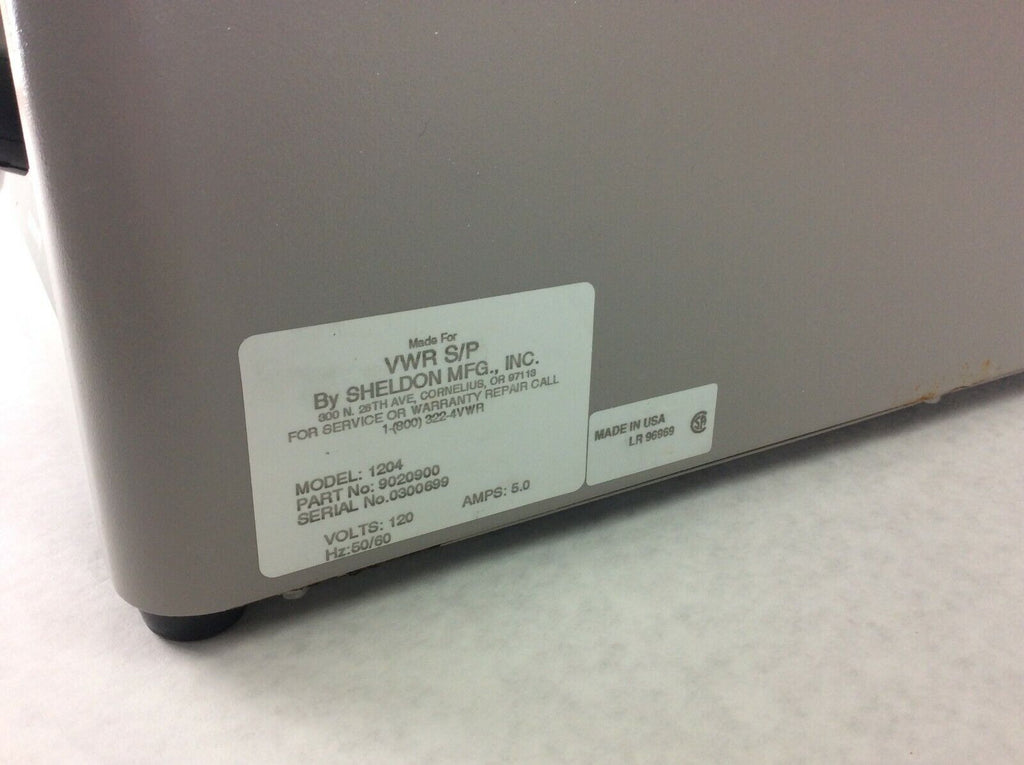 Made For
VWR S/P
By SHELDON MFG., INC.
300 N. 26TH AVE, CORNELIUS, OR 97113
FOR SERVICE OR WARRANTY REPAIR CALL
1-(800) 322-4VWR
MODEL: 1204
PART No: 9020900
SERIAL No.0300699
VOLTS: 120 AMPS: 5.0
Hz:50/60
MADE IN USA
LR 96969